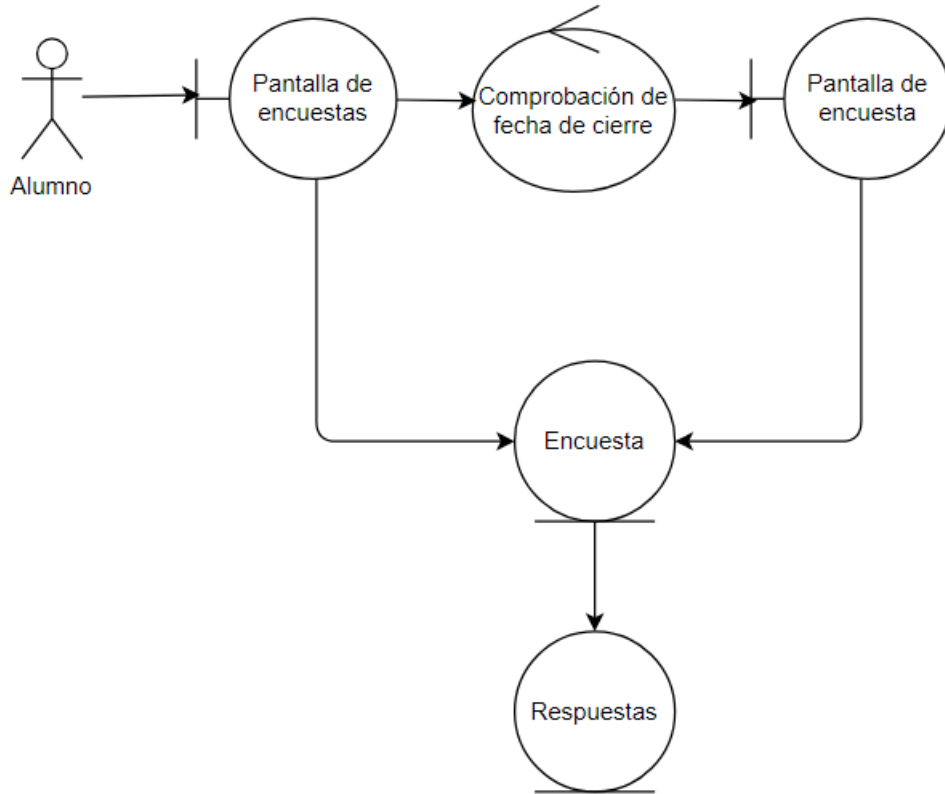 Alumno
Pantalla de
encuestas
Comprobación de
fecha de cierre
Pantalla de
encuesta
Encuesta
Respuestas